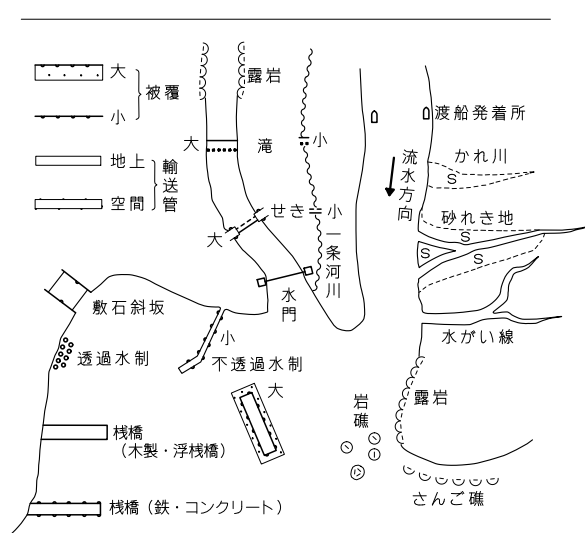 大
被覆
小
地上
輸送管
空間
露岩
大
滝
小
渡船発着所
流水方向
かれ川
S
せき
小
大
一条河川
砂れき地
S
S
S
水門
敷石斜坂
小
不透過水制
透過水制
水がい線
大
岩礁
露岩
桟橋
（木製・浮桟橋）
桟橋（鉄・コンクリート）
さんご礁